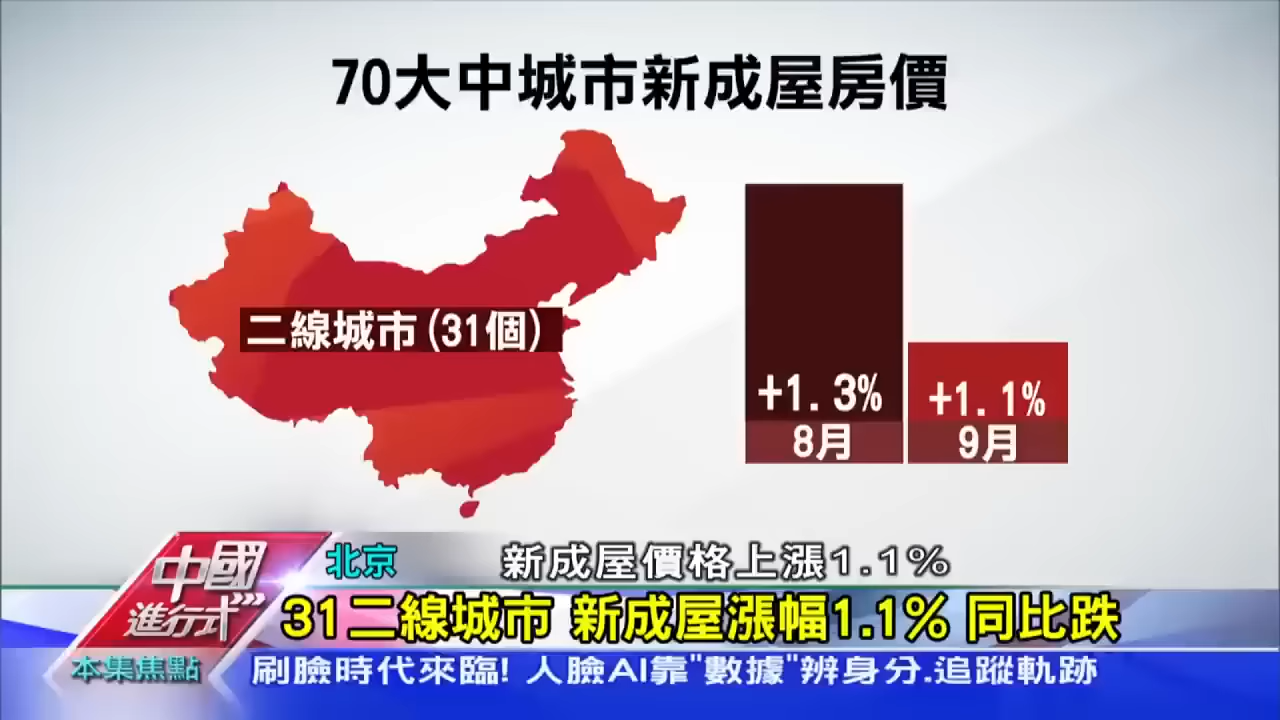 70大中城市新成屋房價
二線城市(31個)
+1.3%
8月
+1.1%
9月
中國進行式
北京
新成屋價格上漲1.1%
31二線城市 新成屋漲幅1.1% 同比跌
本集焦點
刷臉時代來臨! 人臉AI靠"數據"辨身分.追蹤軌跡